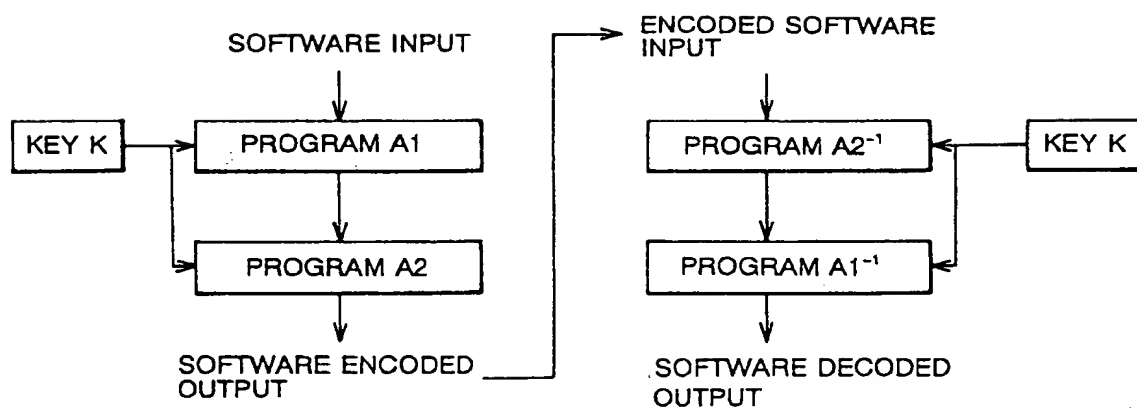 SOFTWARE INPUT
KEY K
PROGRAM A1
PROGRAM A2
SOFTWARE ENCODED
OUTPUT
ENCODED SOFTWARE
INPUT
PROGRAM A2⁻¹
KEY K
PROGRAM A1⁻¹
SOFTWARE DECODED
OUTPUT